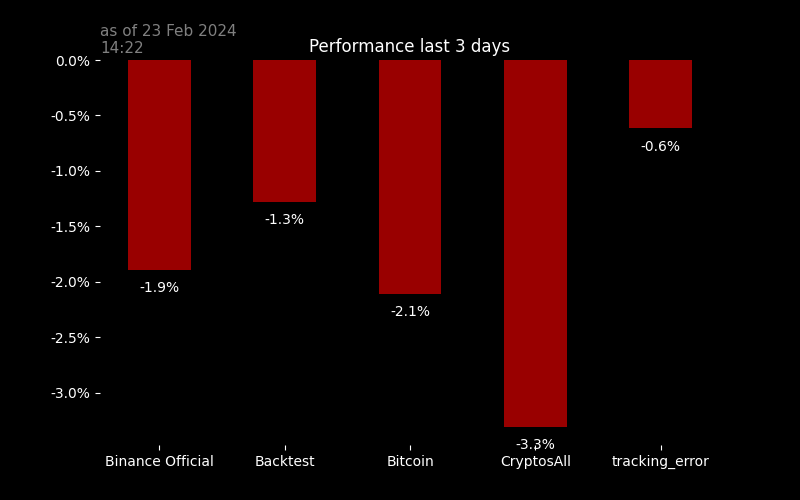 as of 23 Feb 2024
14:22
Performance last 3 days
0.0%
-0.5%
-1.0%
-1.5%
-2.0%
-2.5%
-3.0%
-1.9%
-1.3%
-2.1%
-3.3%
-0.6%
Binance Official
Backtest
Bitcoin
CryptosAll
tracking_error